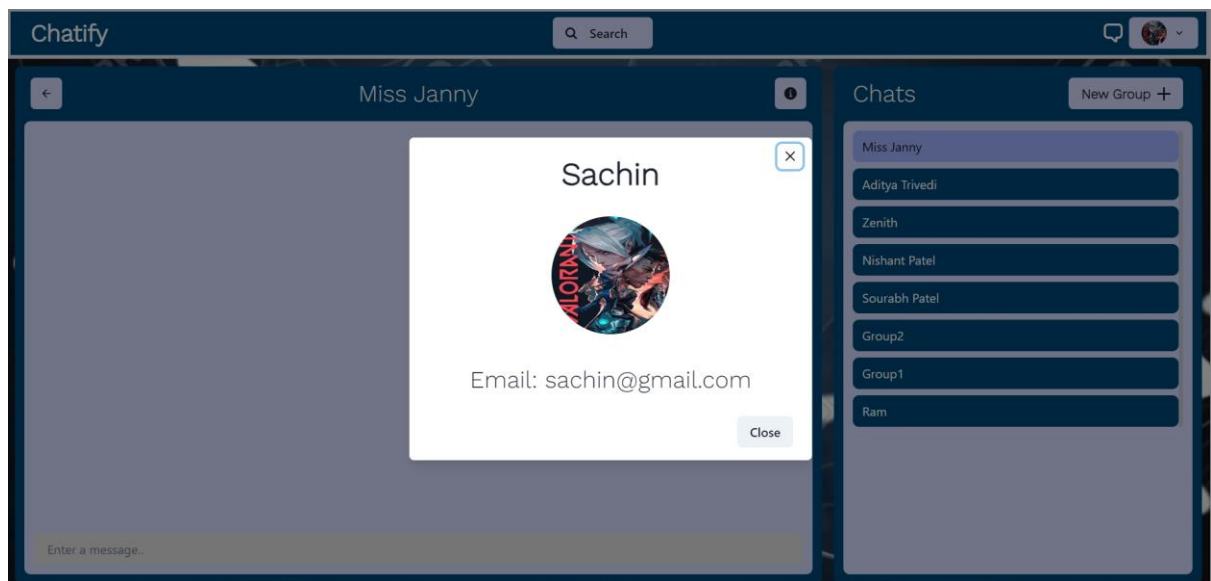 Chatify
Search
Miss Janny
Chats
New Group +
Sachin
VALORANT
Email: sachin@gmail.com
Close
Enter a message..
Miss Janny
Aditya Trivedi
Zenith
Nishant Patel
Sourabh Patel
Group2
Group1
Ram